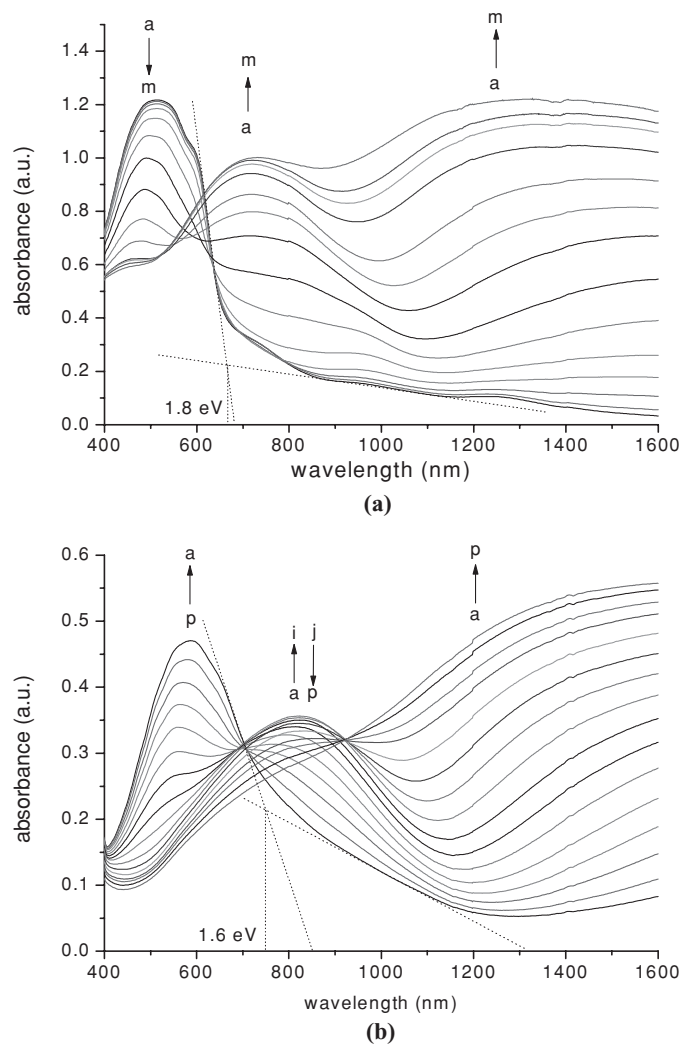 a
m
m
a
m
a
1.4
1.2
1.0
0.8
0.6
0.4
0.2
0.0
absorbance (a.u.)
1.8 eV
400 600 800 1000 1200 1400 1600
wavelength (nm)
(a)
a
p
i j
a p
p
a
0.6
0.5
0.4
0.3
0.2
0.1
0.0
absorbance (a.u.)
1.6 eV
400 600 800 1000 1200 1400 1600
wavelength (nm)
(b)